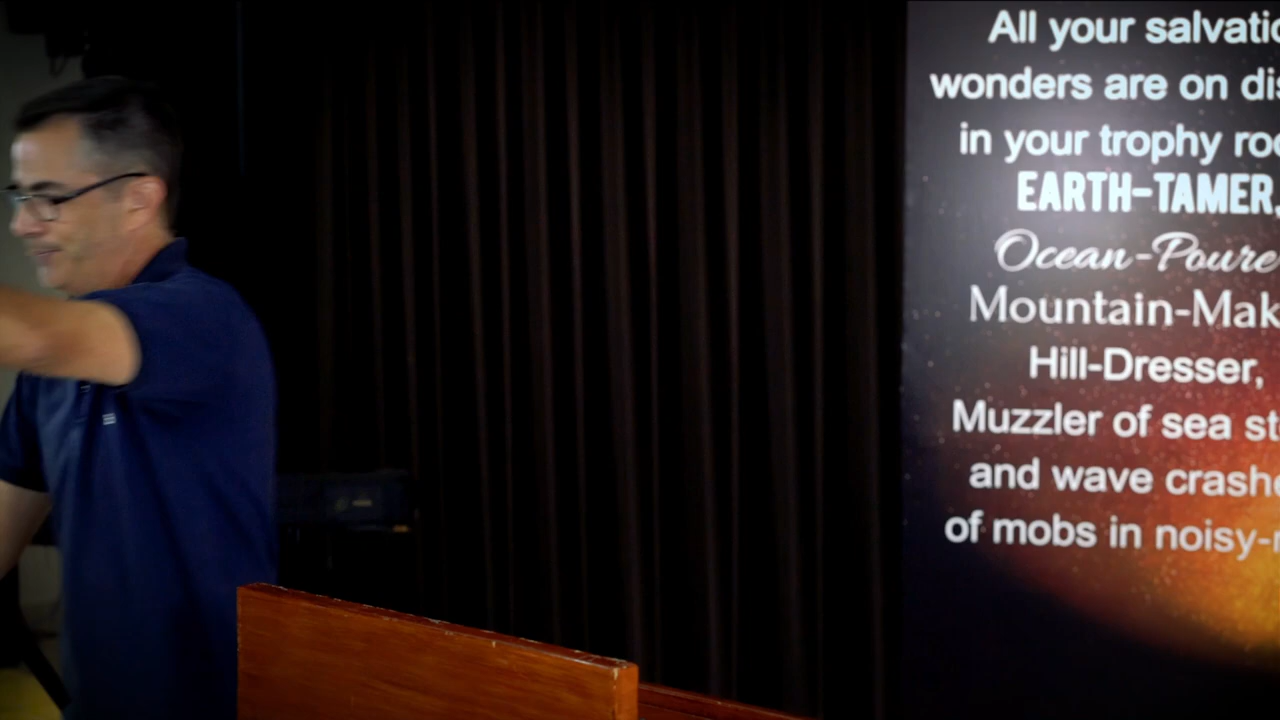 All your salvatio
wonders are on dis
in your trophy roo
EARTH-TAMER,
Ocean-Poure
Mountain-Mak
Hill-Dresser,
Muzzler of sea st
and wave crashe
of mobs in noisy-r